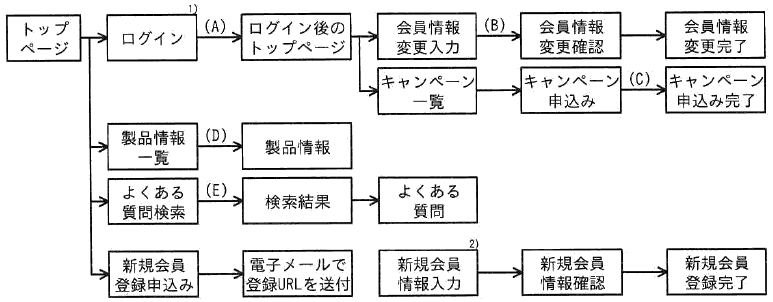 トップ
ページ
ログイン
1)
(A)
ログイン後の
トップページ
会員情報
変更入力
(B)
会員情報
変更確認
会員情報
変更完了
キャンペーン
一覧
キャンペーン
申込み
(C)
キャンペーン
申込み完了
製品情報
一覧
(D)
製品情報
よくある
質問検索
(E)
検索結果
よくある
質問
新規会員
登録申込み
電子メールで
登録URLを送付
2)
新規会員
情報入力
新規会員
情報確認
新規会員
登録完了